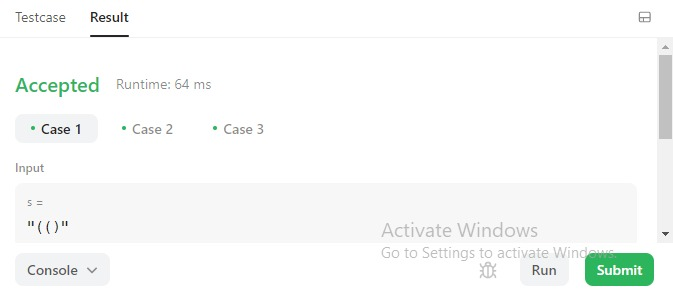 Testcase Result
Accepted Runtime: 64 ms
• Case 1 • Case 2 • Case 3
Input
s =
"(()"
Activate Windows
Go to Settings to activate Windows.
Console Run Submit